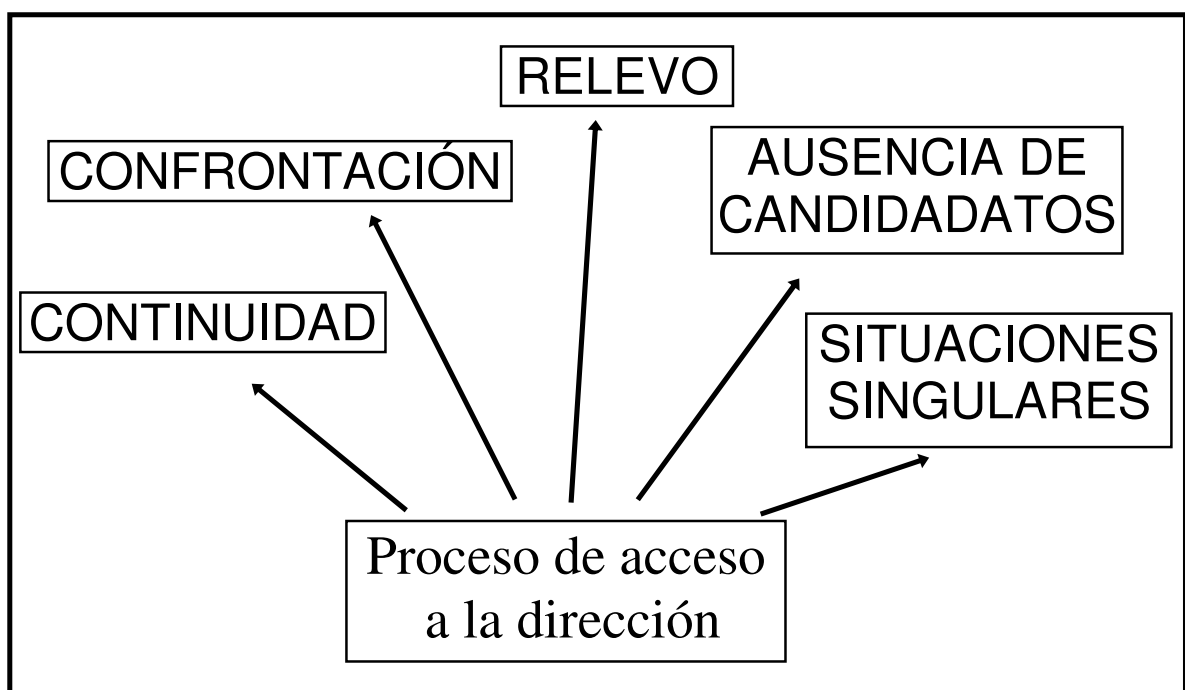 RELEVO
CONFRONTACIÓN
AUSENCIA DE
CANDIDADATOS
CONTINUIDAD
SITUACIONES
SINGULARES
Proceso de acceso
a la dirección